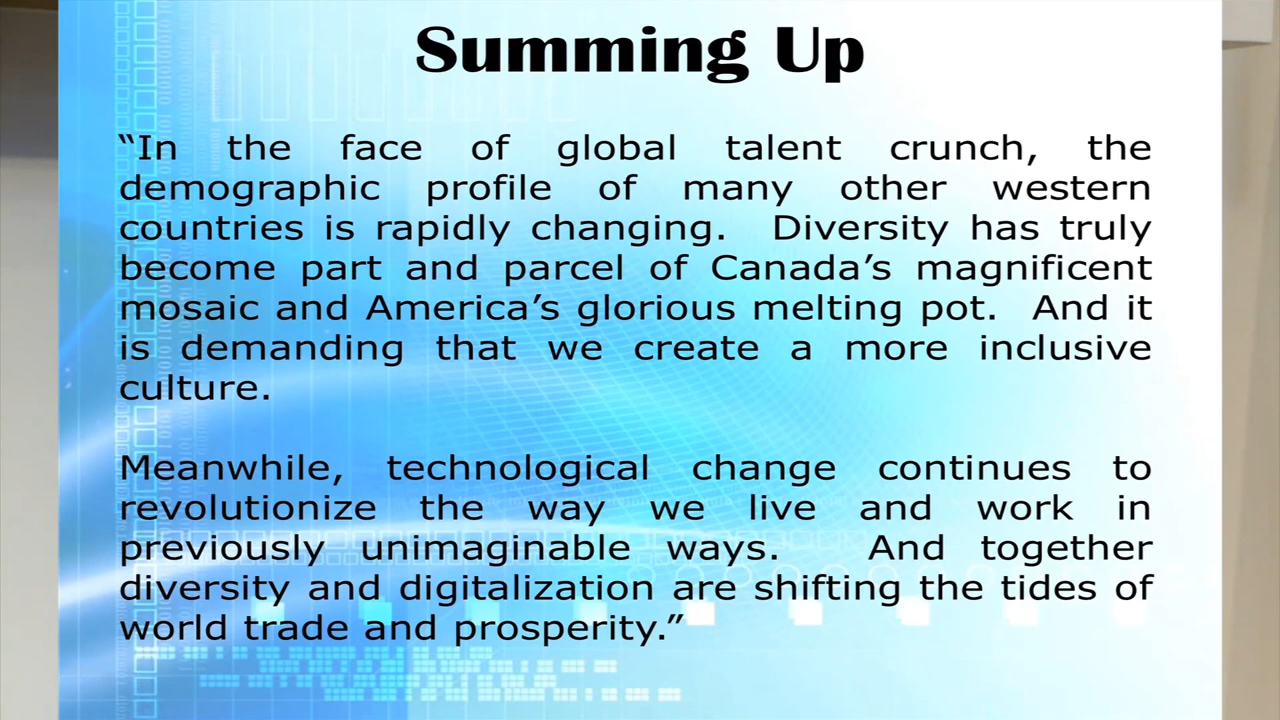 Summing Up
“In the face of global talent crunch, the
demographic profile of many other western
countries is rapidly changing.  Diversity has truly
become part and parcel of Canada’s magnificent
mosaic and America’s glorious melting pot.  And it
is demanding that we create a more inclusive
culture.
Meanwhile, technological change continues to
revolutionize the way we live and work in
previously unimaginable ways.  And together
diversity and digitalization are shifting the tides of
world trade and prosperity.”